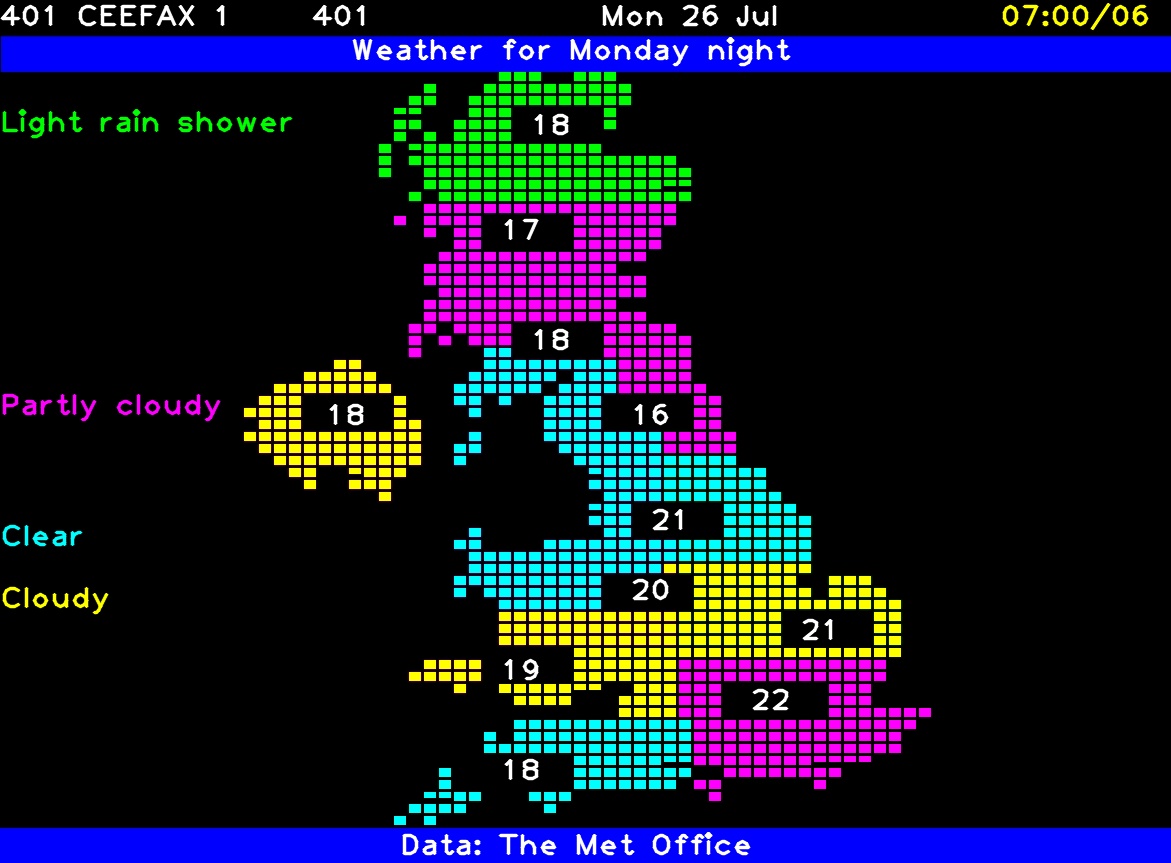 401 CEEFAX 1 401 Mon 26 Jul 07:00/06
Weather for Monday night
Light rain shower
18
17
18
Partly cloudy
18
16
21
Clear
20
Cloudy
21
19
22
18
Data: The Met Office